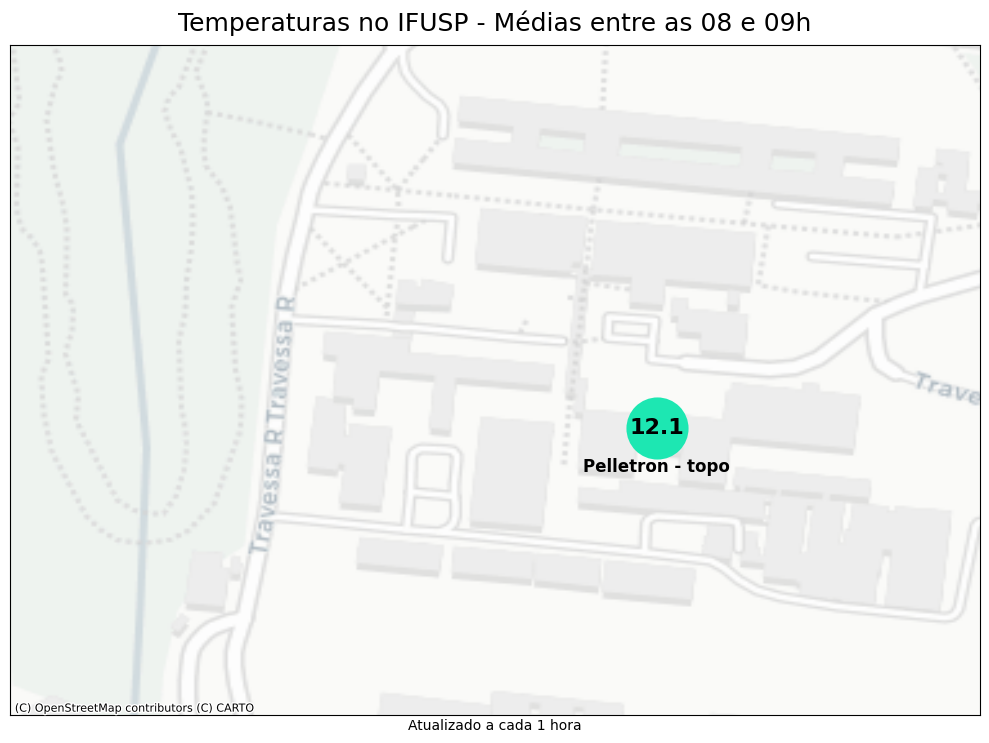 Temperaturas no IFUSP - Médias entre as 08 e 09h
Travessa R Travessa R
Trave
12.1
Pelletron - topo
(C) OpenStreetMap contributors (C) CARTO
Atualizado a cada 1 hora